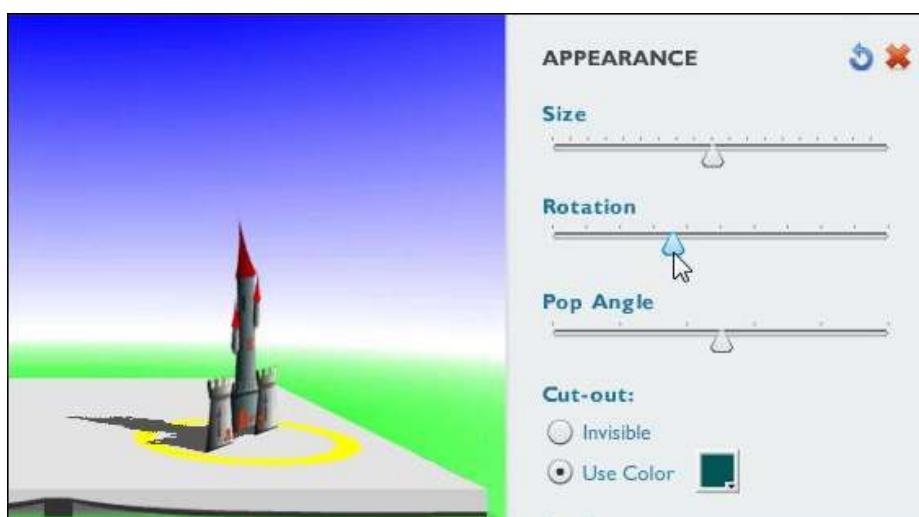 APPEARANCE
Size
Rotation
Pop Angle
Cut-out:
Invisible
Use Color